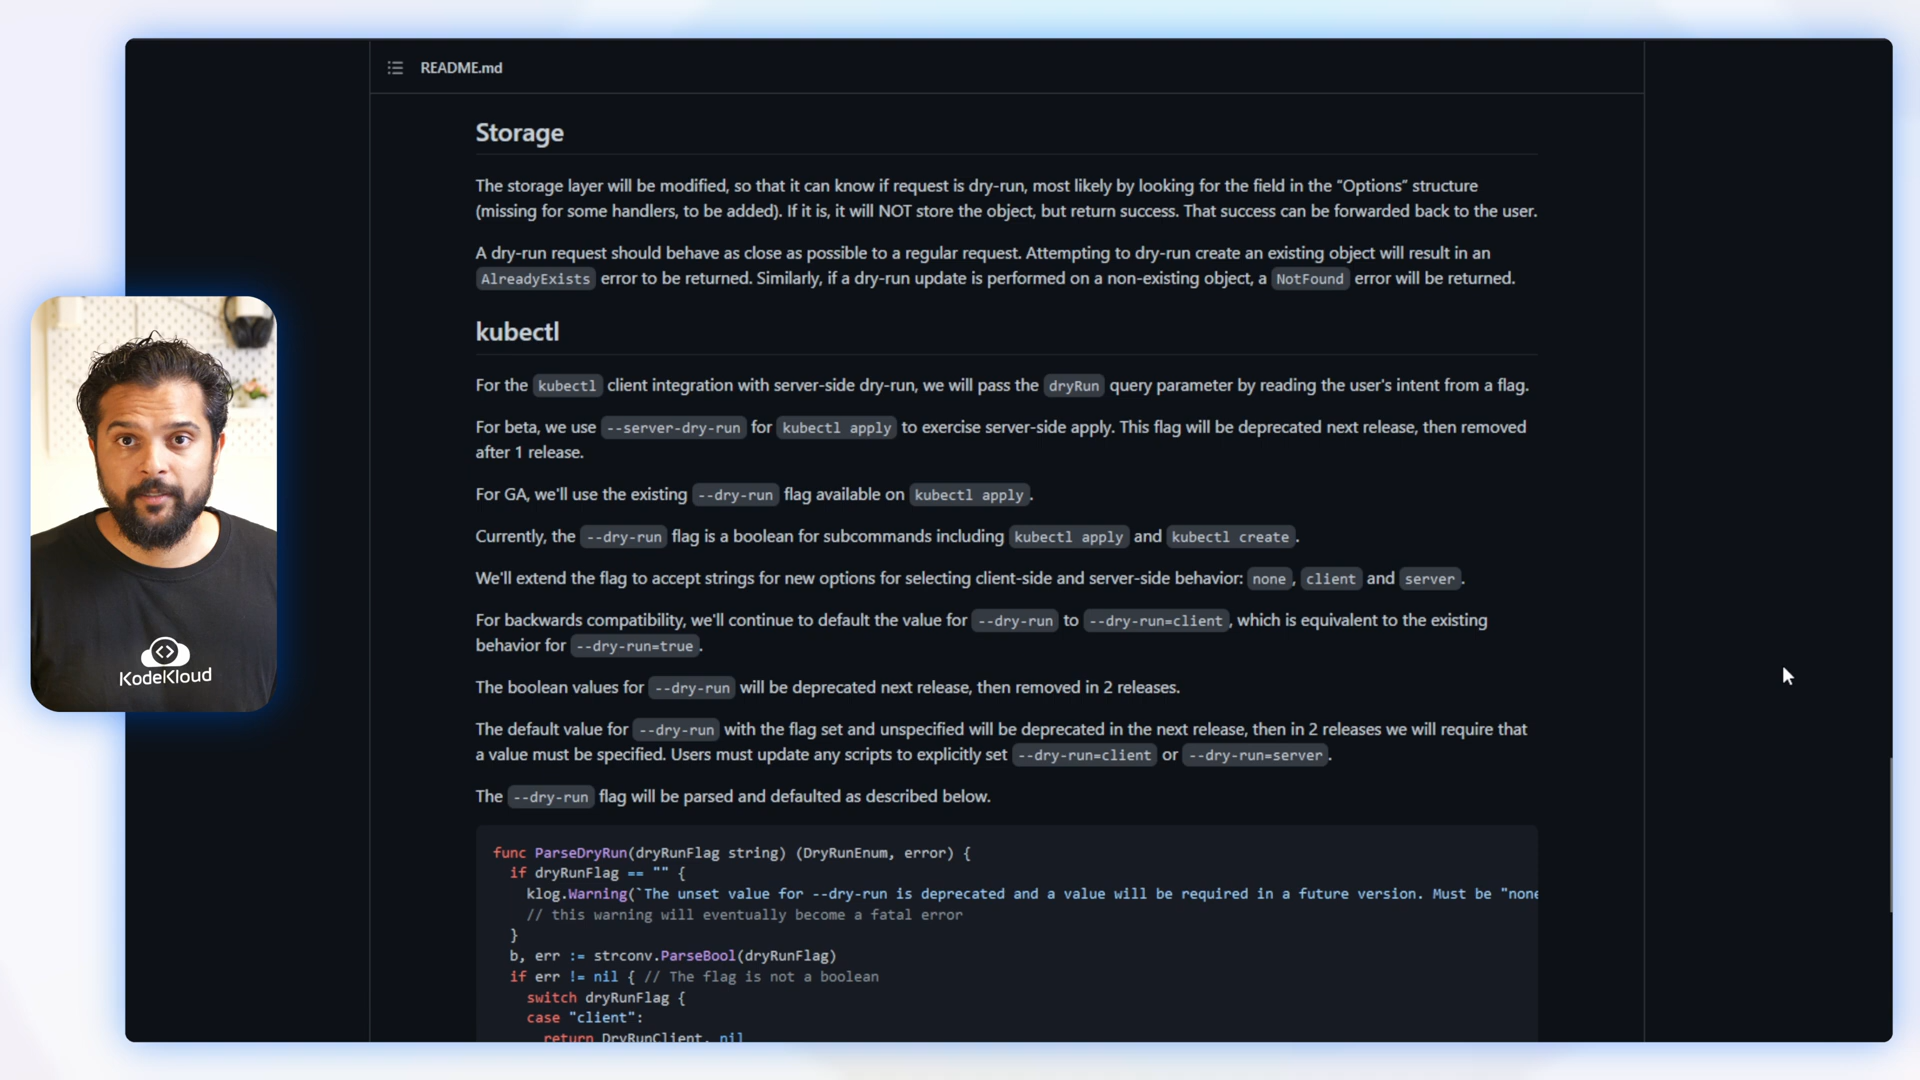 README.md
Storage
The storage layer will be modified, so that it can know if request is dry-run, most likely by looking for the field in the “Options” structure
(missing for some handlers, to be added). If it is, it will NOT store the object, but return success. That success can be forwarded back to the user.
A dry-run request should behave as close as possible to a regular request. Attempting to dry-run create an existing object will result in an
AlreadyExists error to be returned. Similarly, if a dry-run update is performed on a non-existing object, a NotFound error will be returned.
kubectl
For the kubectl client integration with server-side dry-run, we will pass the dryRun query parameter by reading the user's intent from a flag.
For beta, we use --server-dry-run for kubectl apply to exercise server-side apply. This flag will be deprecated next release, then removed
after 1 release.
For GA, we'll use the existing --dry-run flag available on kubectl apply.
Currently, the --dry-run flag is a boolean for subcommands including kubectl apply and kubectl create.
We'll extend the flag to accept strings for new options for selecting client-side and server-side behavior: none, client and server.
For backwards compatibility, we'll continue to default the value for --dry-run to --dry-run=client, which is equivalent to the existing
behavior for --dry-run=true.
The boolean values for --dry-run will be deprecated next release, then removed in 2 releases.
The default value for --dry-run with the flag set and unspecified will be deprecated in the next release, then in 2 releases we will require that
a value must be specified. Users must update any scripts to explicitly set --dry-run=client or --dry-run=server.
The --dry-run flag will be parsed and defaulted as described below.
func ParseDryRun(dryRunFlag string) (DryRunEnum, error) {
if dryRunFlag == "" {
klog.Warning(`The unset value for --dry-run is deprecated and a value will be required in a future version. Must be "none
// this warning will eventually become a fatal error
}
b, err := strconv.ParseBool(dryRunFlag)
if err != nil { // The flag is not a boolean
switch dryRunFlag {
case "client":
return DryRunClient, nil
KodeKloud